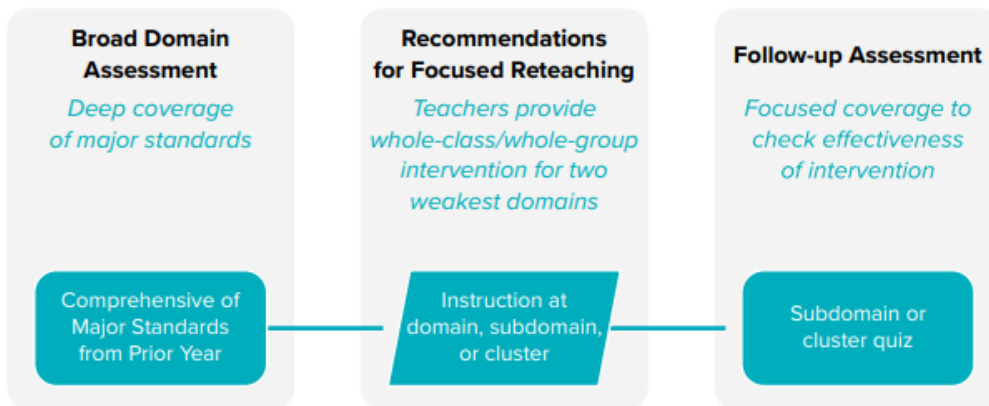 Broad Domain
Assessment
Deep coverage
of major standards
Comprehensive of
Major Standards
from Prior Year
Recommendations
for Focused Reteaching
Teachers provide
whole-class/whole-group
intervention for two
weakest domains
Instruction at
domain, subdomain,
or cluster
Follow-up Assessment
Focused coverage to
check effectiveness
of intervention
Subdomain or
cluster quiz